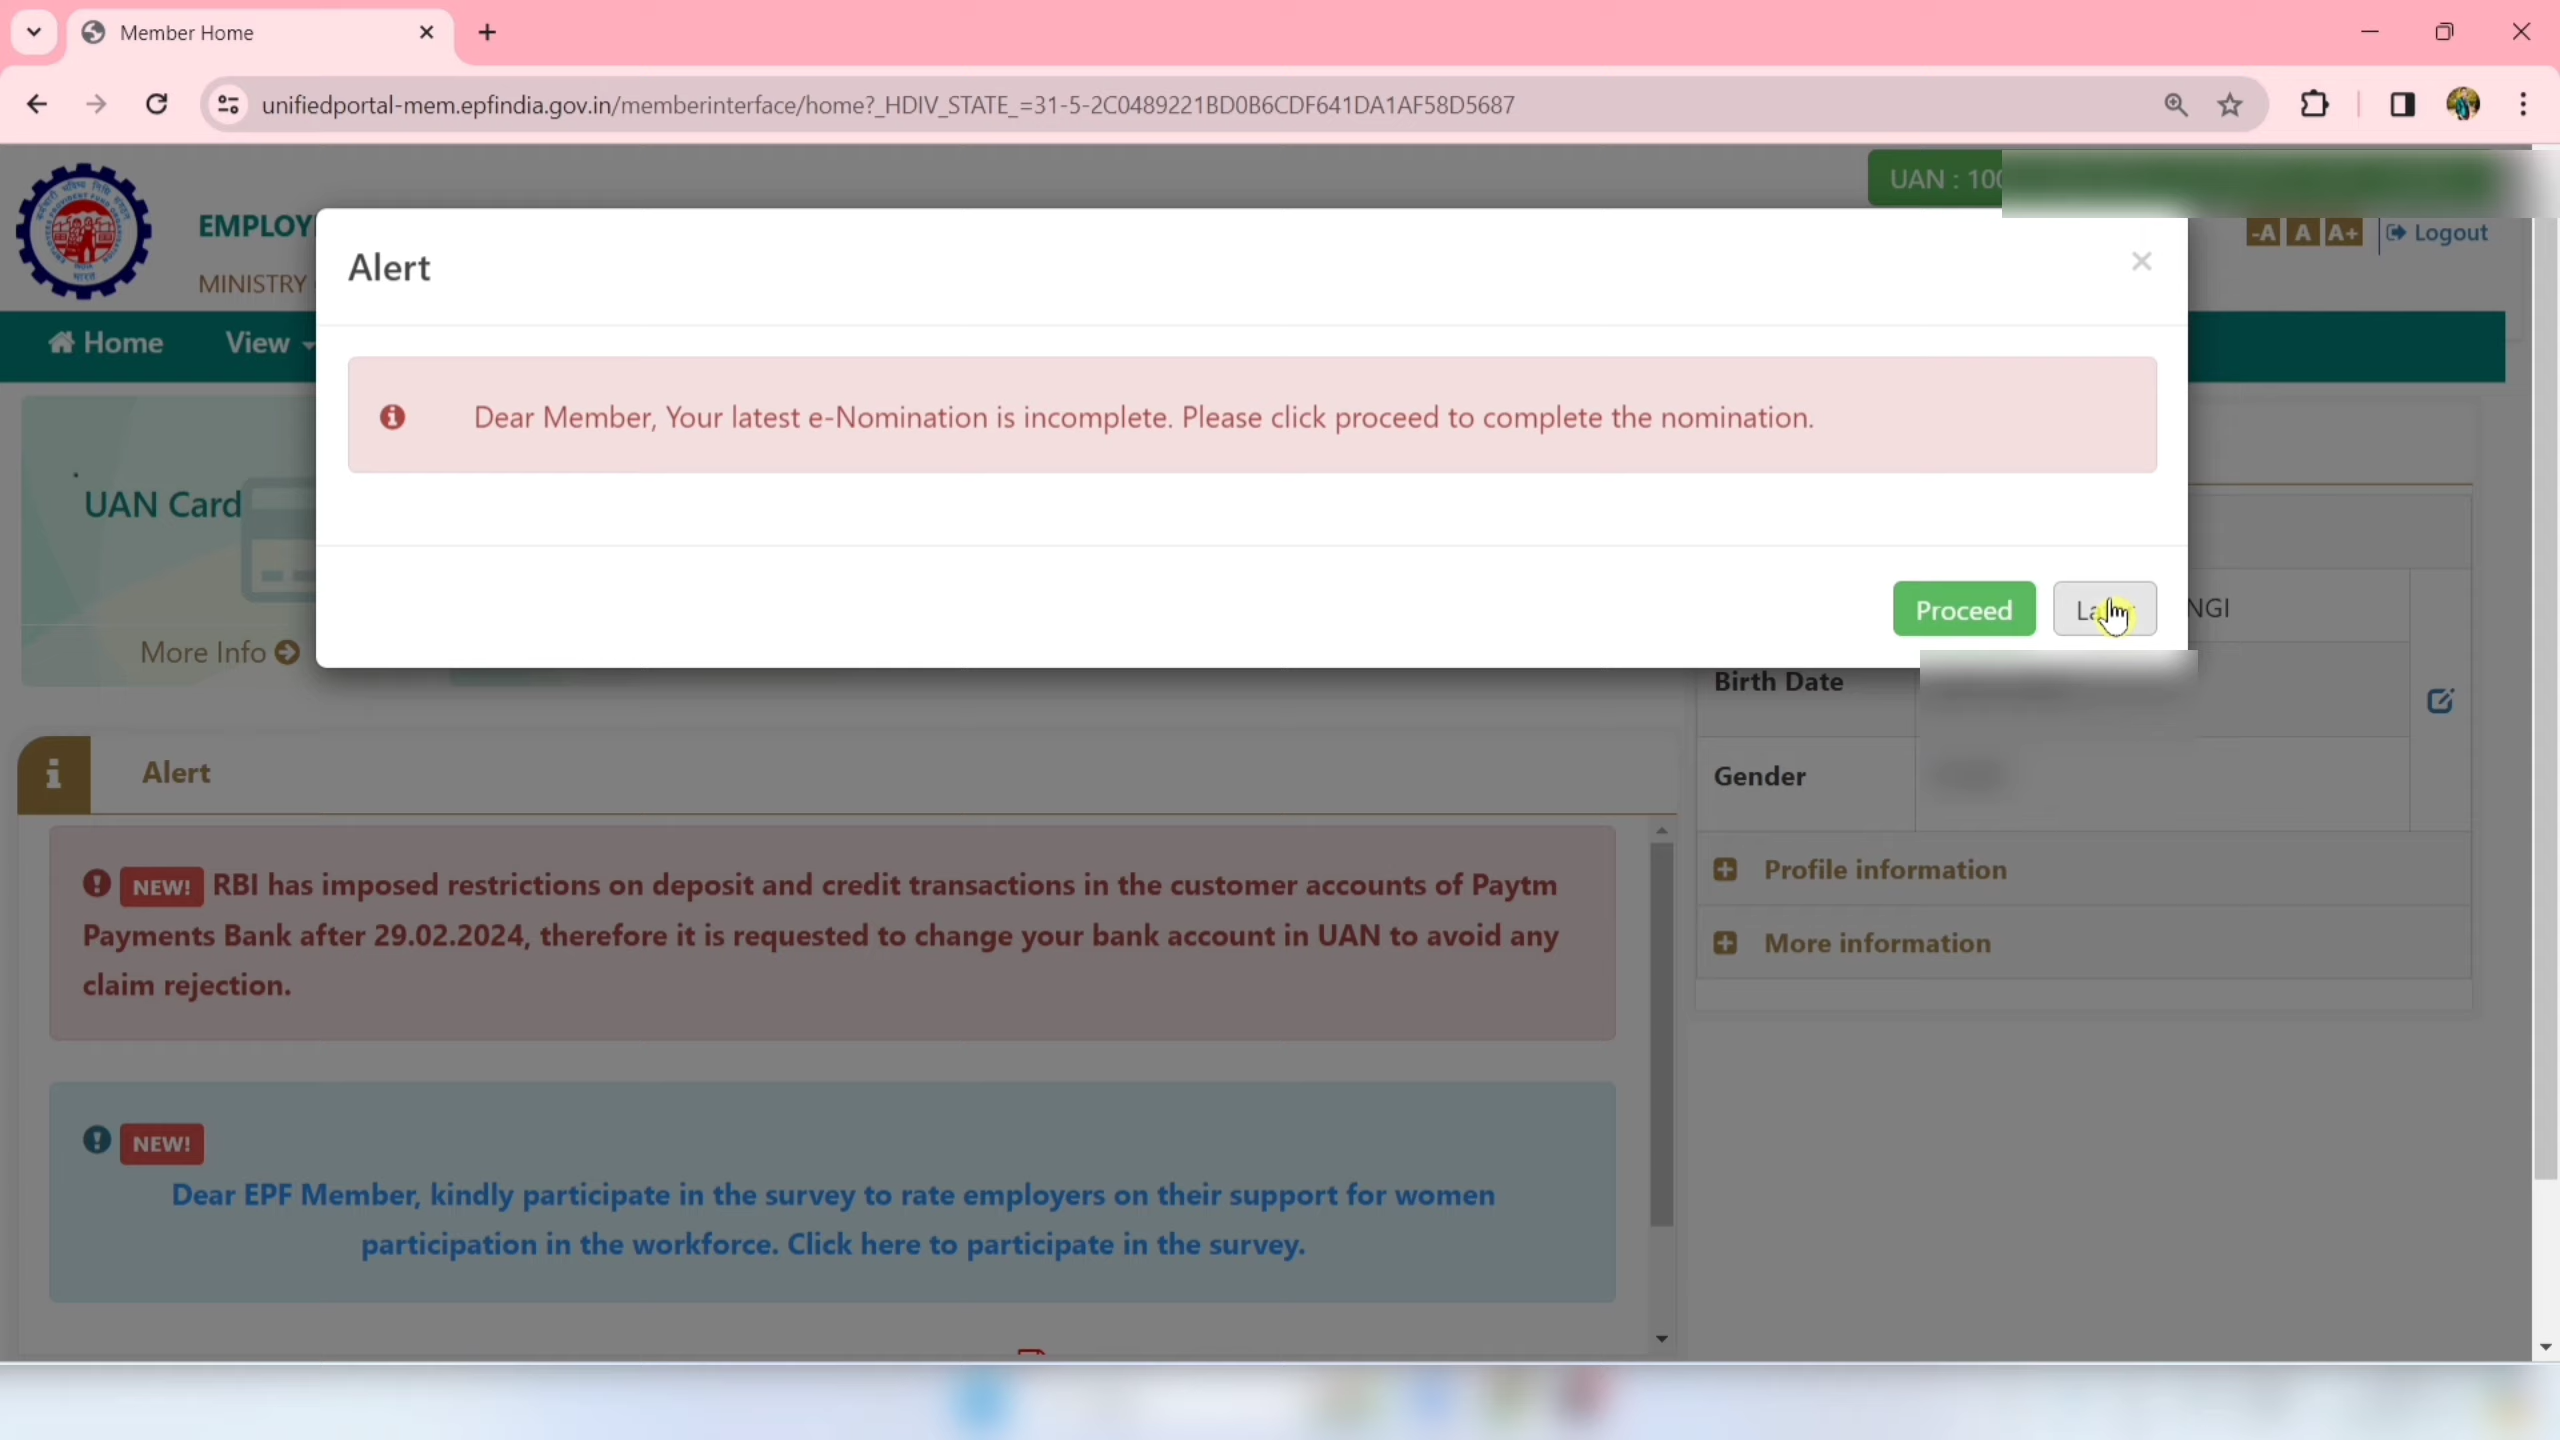 Member Home
unifiedportal-mem.epfindia.gov.in/memberinterface/home?_HDIV_STATE_=31-5-2C0489221BD0B6CDF641DA1AF58D5687
UAN : 100
EMPLOY
MINISTRY
-A A A+ Logout
Alert
Home View
Dear Member, Your latest e-Nomination is incomplete. Please click proceed to complete the nomination.
UAN Card
Proceed
NGI
More Info
Birth Date
Alert
Gender
NEW! RBI has imposed restrictions on deposit and credit transactions in the customer accounts of Paytm
Payments Bank after 29.02.2024, therefore it is requested to change your bank account in UAN to avoid any
claim rejection.
Profile information
More information
NEW!
Dear EPF Member, kindly participate in the survey to rate employers on their support for women
participation in the workforce. Click here to participate in the survey.